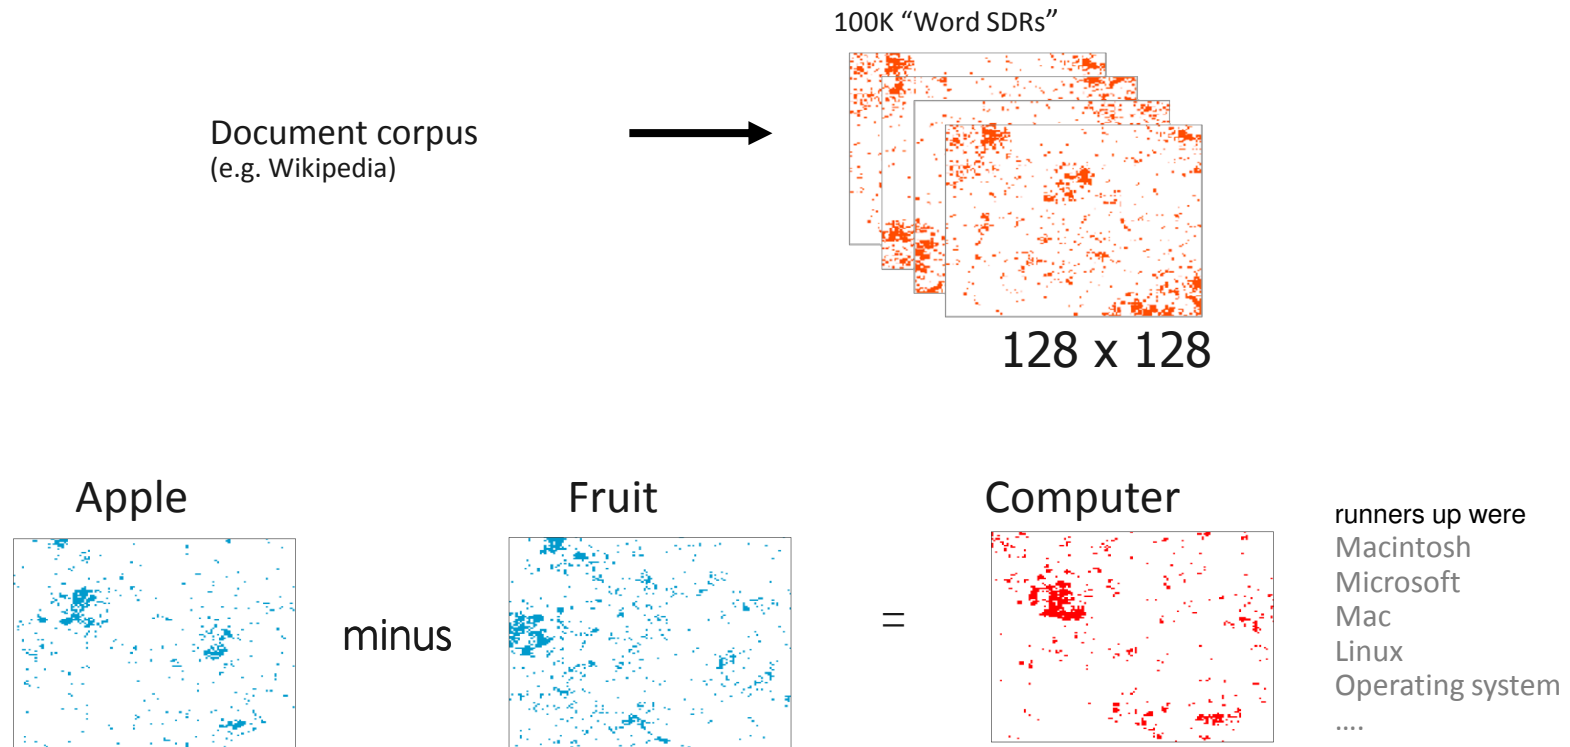 100K “Word SDRs”
Document corpus
(e.g. Wikipedia)
128 x 128
Apple
minus
Fruit
=
Computer
runners up were
Macintosh
Microsoft
Mac
Linux
Operating system
....